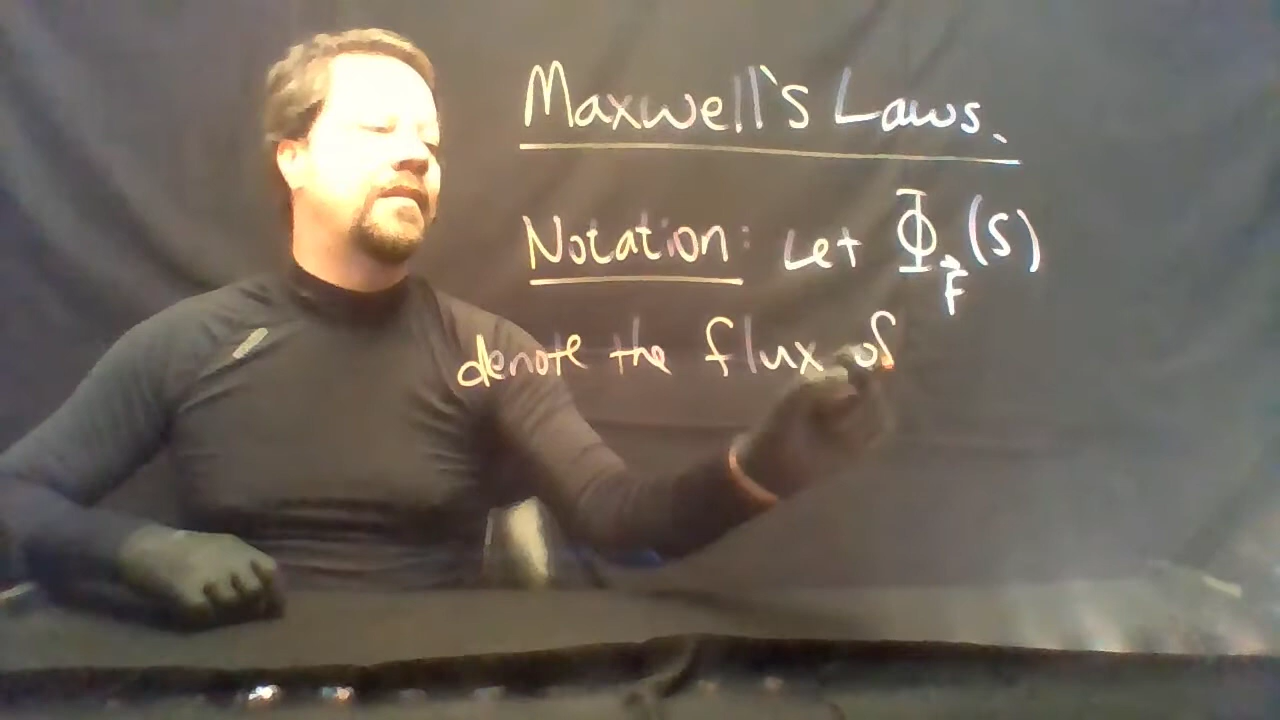 Maxwell's Laws.
Notation: Let Φ_F⃗(S)
denote the flux of